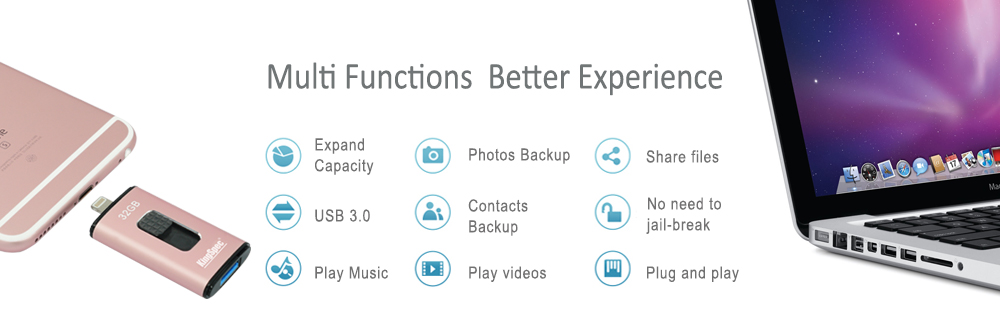 Multi Functions Better Experience
Expand
Capacity
Photos Backup
Share files
USB 3.0
Contacts
Backup
No need to
jail-break
Play Music
Play videos
Plug and play
32GB
KingSpec